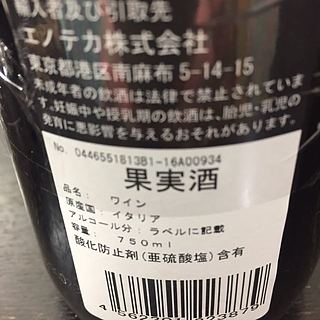 輸入者及び引取先
エノテカ株式会社
東京都港区南麻布 5-14-15
未成年者の飲酒は法律で禁止されていま
す。妊娠中や授乳期の飲酒は、胎児・乳児の
発育に悪影響を与えるおそれがあります。
No. 044655181381-16A00934
果実酒
品名: ワイン
原産国: イタリア
アルコール分: ラベルに記載
容量: 750ml
酸化防止剤(亜硫酸塩)含有